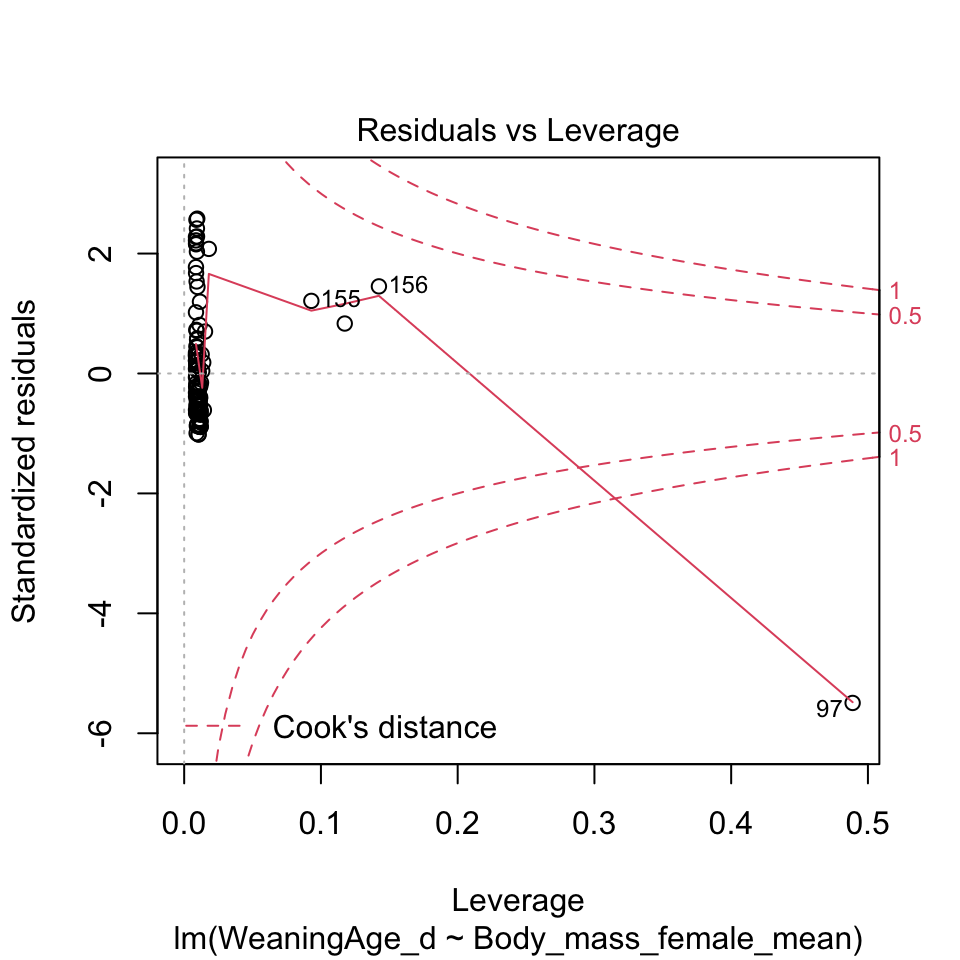 Residuals vs Leverage
Standardized residuals
2
0
-2
-4
-6
155
156
97
1
0.5
0.5
1
Cook's distance
0.0 0.1 0.2 0.3 0.4 0.5
Leverage
lm(WeaningAge_d ~ Body_mass_female_mean)